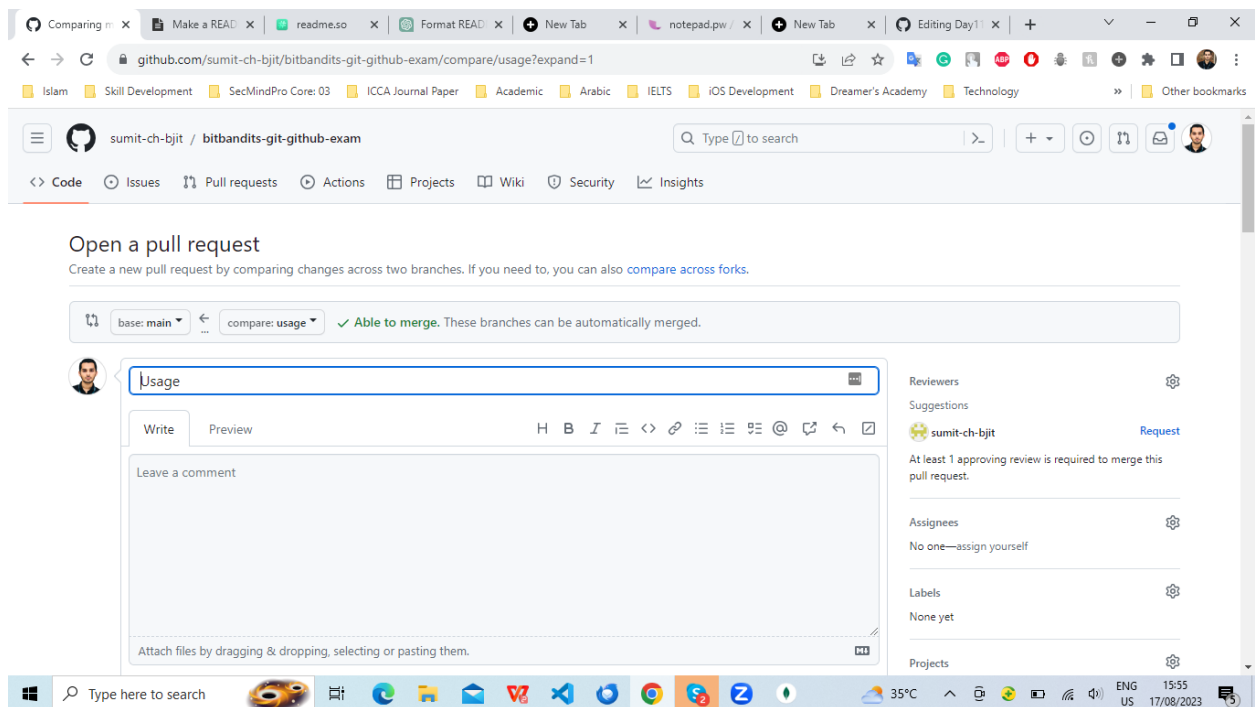 Comparing m
Make a READ
readme.so
Format READ
New Tab
notepad.pw /
New Tab
Editing Day11
github.com/sumit-ch-bjit/bitbandits-git-github-exam/compare/usage?expand=1
Islam Skill Development SecMindPro Core: 03 ICCA Journal Paper Academic Arabic IELTS iOS Development Dreamer's Academy Technology » Other bookmarks
sumit-ch-bjit / bitbandits-git-github-exam
Type / to search
Code Issues Pull requests Actions Projects Wiki Security Insights
Open a pull request
Create a new pull request by comparing changes across two branches. If you need to, you can also compare across forks.
base: main ← compare: usage ✓ Able to merge. These branches can be automatically merged.
Usage
Write Preview
Leave a comment
Attach files by dragging & dropping, selecting or pasting them.
Reviewers
Suggestions
sumit-ch-bjit Request
At least 1 approving review is required to merge this
pull request.
Assignees
No one—assign yourself
Labels
None yet
Projects
Type here to search
35°C
ENG
US
15:55
17/08/2023